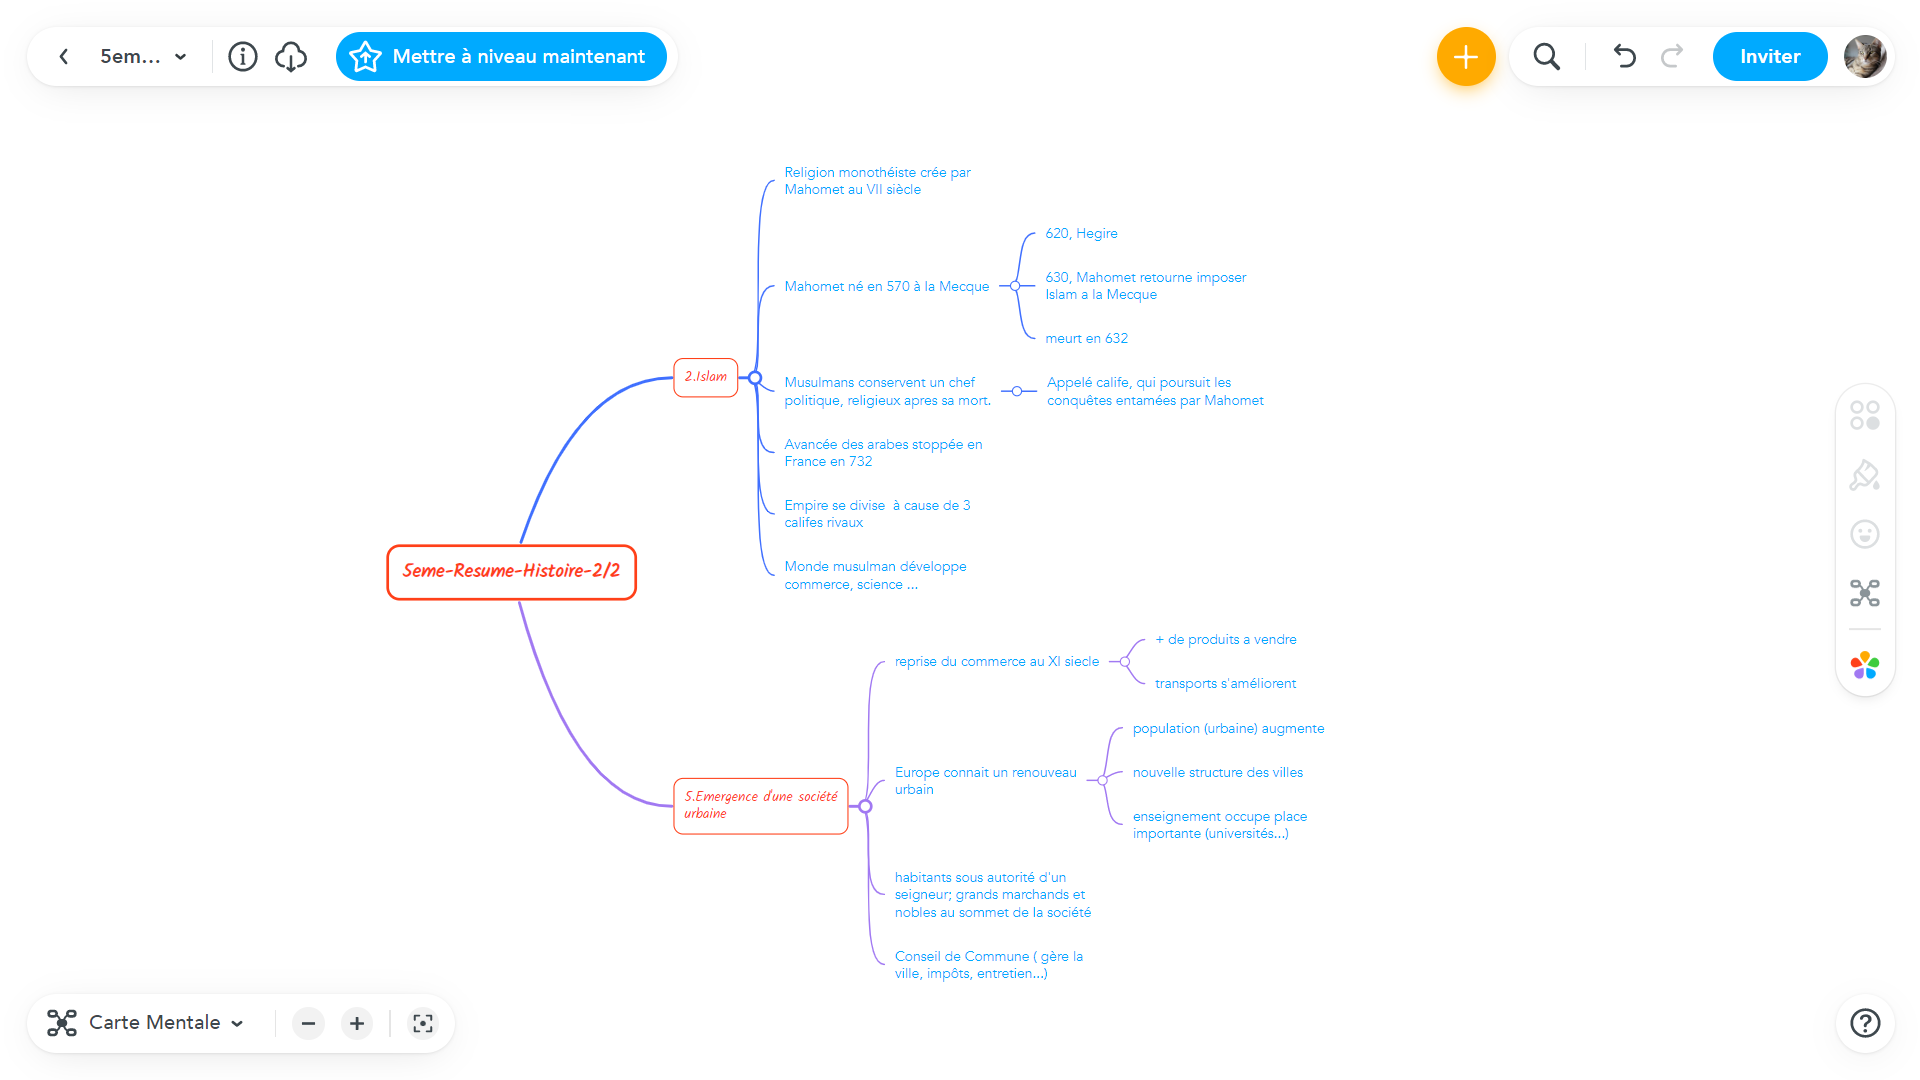 5em...
Mettre à niveau maintenant
Inviter
Religion monothéiste crée par
Mahomet au VII siècle
620, Hegire
630, Mahomet retourne imposer
Islam a la Mecque
Mahomet né en 570 à la Mecque
meurt en 632
2.Islam
Musulmans conservent un chef
politique, religieux apres sa mort.
Appelé calife, qui poursuit les
conquêtes entamées par Mahomet
Avancée des arabes stoppée en
France en 732
Empire se divise  à cause de 3
califes rivaux
Monde musulman développe
commerce, science ...
5eme-Resume-Histoire-2/2
reprise du commerce au XI siecle
+ de produits a vendre
transports s'améliorent
Europe connait un renouveau
urbain
population (urbaine) augmente
nouvelle structure des villes
enseignement occupe place
importante (universités...)
5.Emergence d'une société
urbaine
habitants sous autorité d'un
seigneur; grands marchands et
nobles au sommet de la société
Conseil de Commune ( gère la
ville, impôts, entretien...)
Carte Mentale